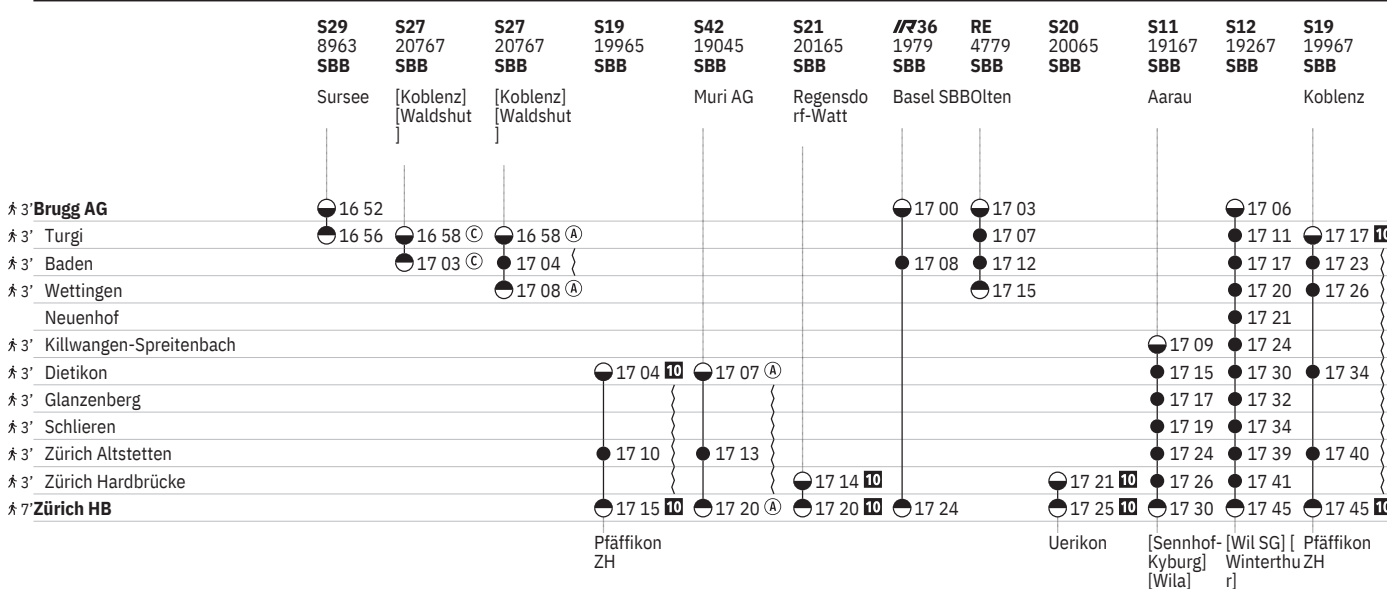 S29 S27 S27 S19 S42 S21 IR36 RE S20 S11 S12 S19
8963 20767 20767 19965 19045 20165 1979 4779 20065 19167 19267 19967
SBB SBB SBB SBB SBB SBB SBB SBB SBB SBB SBB SBB
Sursee [Koblenz] [Koblenz] Muri AG Regensdo Basel SBBOlten Aarau Koblenz
[Waldshut [Waldshut rf-Watt
] ]
3' Brugg AG 16 52 17 00 17 03 17 06
3' Turgi 16 56 16 58 Ⓒ 16 58 Ⓐ 17 07 17 11 17 17 10
3' Baden 17 03 Ⓒ 17 04 17 08 17 12 17 17 17 23
3' Wettingen 17 08 Ⓐ 17 15 17 20 17 26
Neuenhof 17 21
3' Killwangen-Spreitenbach 17 09 17 24
3' Dietikon 17 04 10 17 07 Ⓐ 17 15 17 30 17 34
3' Glanzenberg 17 17 17 32
3' Schlieren 17 19 17 34
3' Zürich Altstetten 17 10 17 13 17 24 17 39 17 40
3' Zürich Hardbrücke 17 14 10 17 21 10 17 26 17 41
7' Zürich HB 17 15 10 17 20 Ⓐ 17 20 10 17 24 17 25 10 17 30 17 45 17 45 10
Pfäffikon Uerikon [Sennhof- [Wil SG] [ Pfäffikon
ZH Kyburg] Winterthu ZH
[Wila] r]